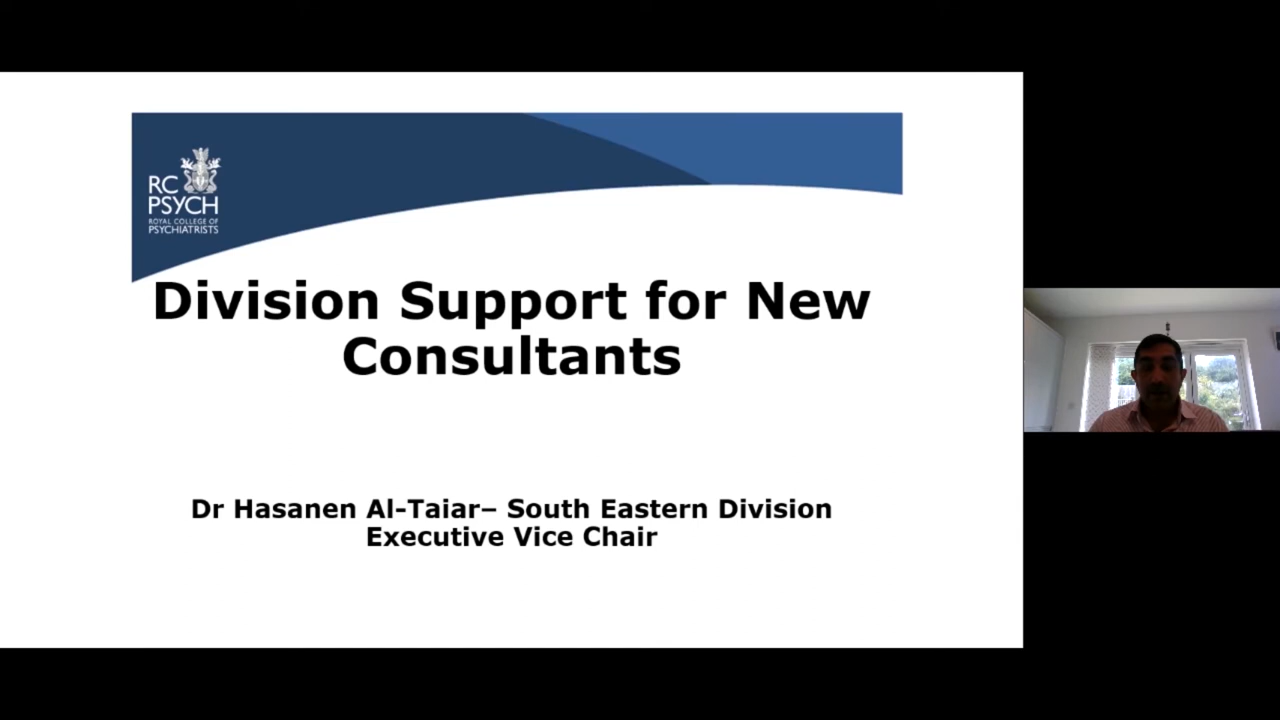 RC
PSYCH
ROYAL COLLEGE OF
PSYCHIATRISTS
Division Support for New
Consultants
Dr Hasanen Al-Taiar– South Eastern Division
Executive Vice Chair